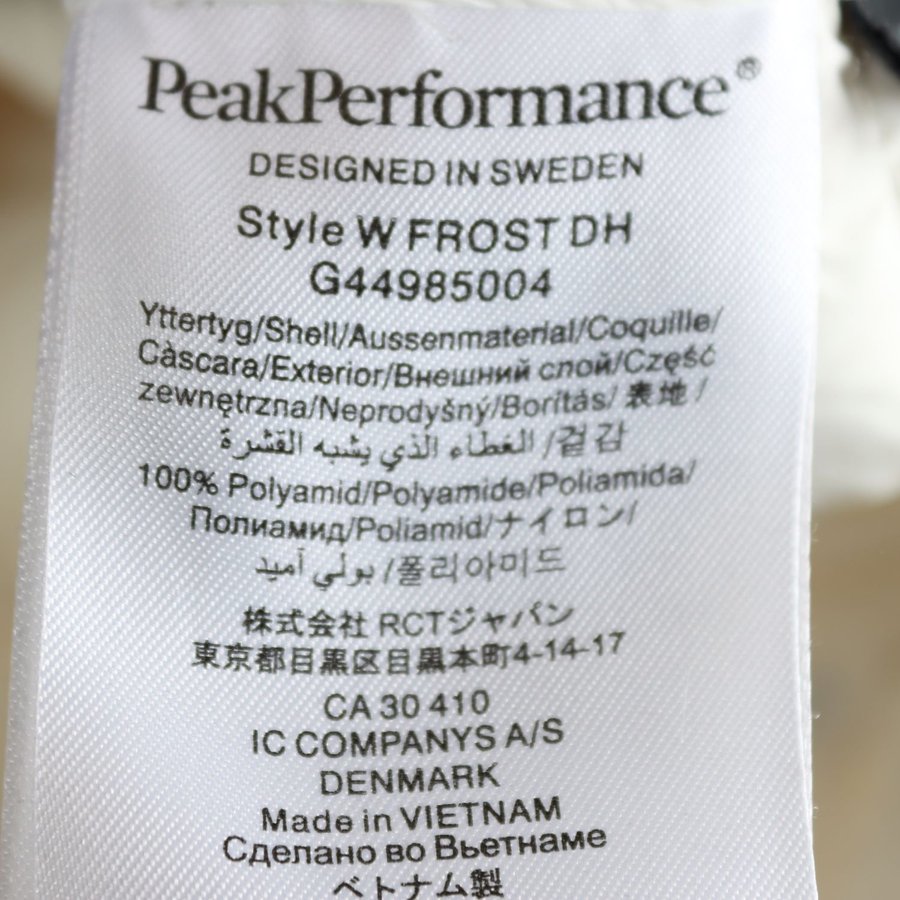 PeakPerformance®
DESIGNED IN SWEDEN
Style W FROST DH
G44985004
Yttertyg/Shell/Aussenmaterial/Coquille/
Càscara/Exterior/Внешний слой/Część
zewnętrzna/Neprodyšný/Borítás/表地/
الغطاء الذي يشبه القشرة /겉감
100% Polyamid/Polyamide/Poliamida/
Полиамид/Poliamid/ナイロン/
بولي أميد /폴리아미드
株式会社 RCTジャパン
東京都目黒区目黒本町4-14-17
CA 30 410
IC COMPANYS A/S
DENMARK
Made in VIETNAM
Сделано во Вьетнаме
ベトナム製